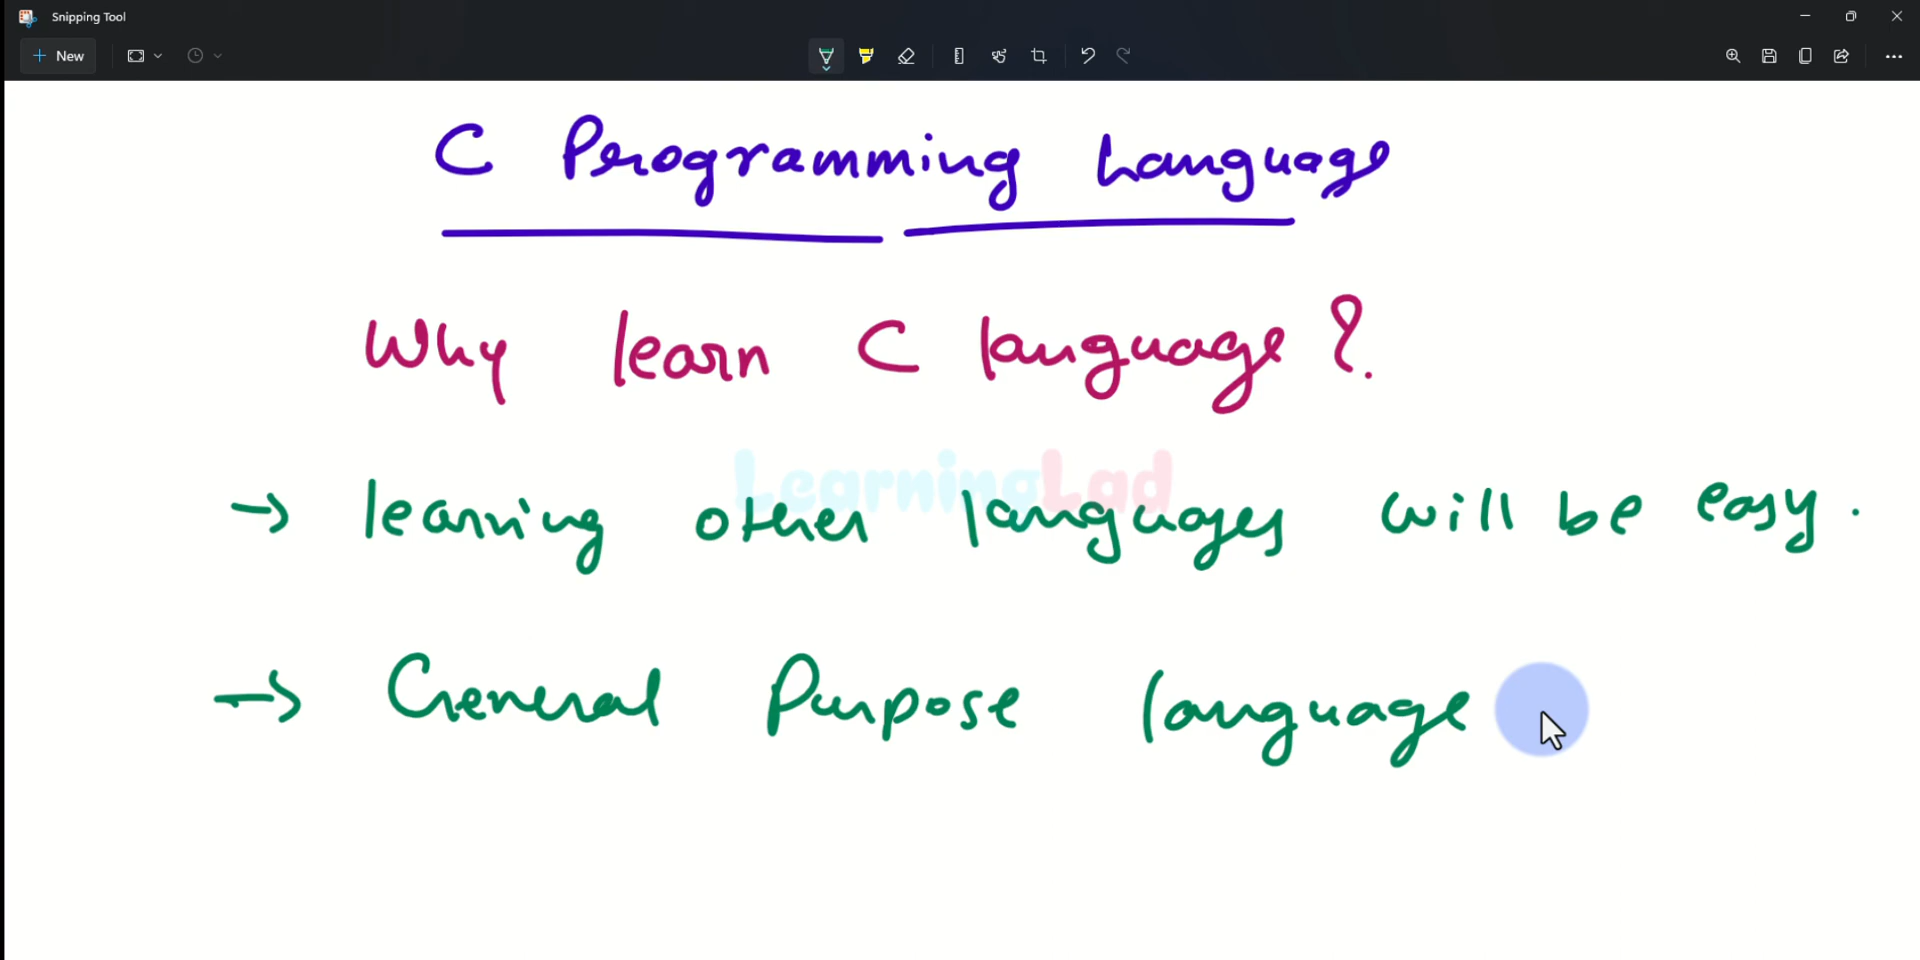 Snipping Tool
New
C Programming Language
Why learn C language?
LearningLad
→ learning other languages will be easy.
→ General Purpose language